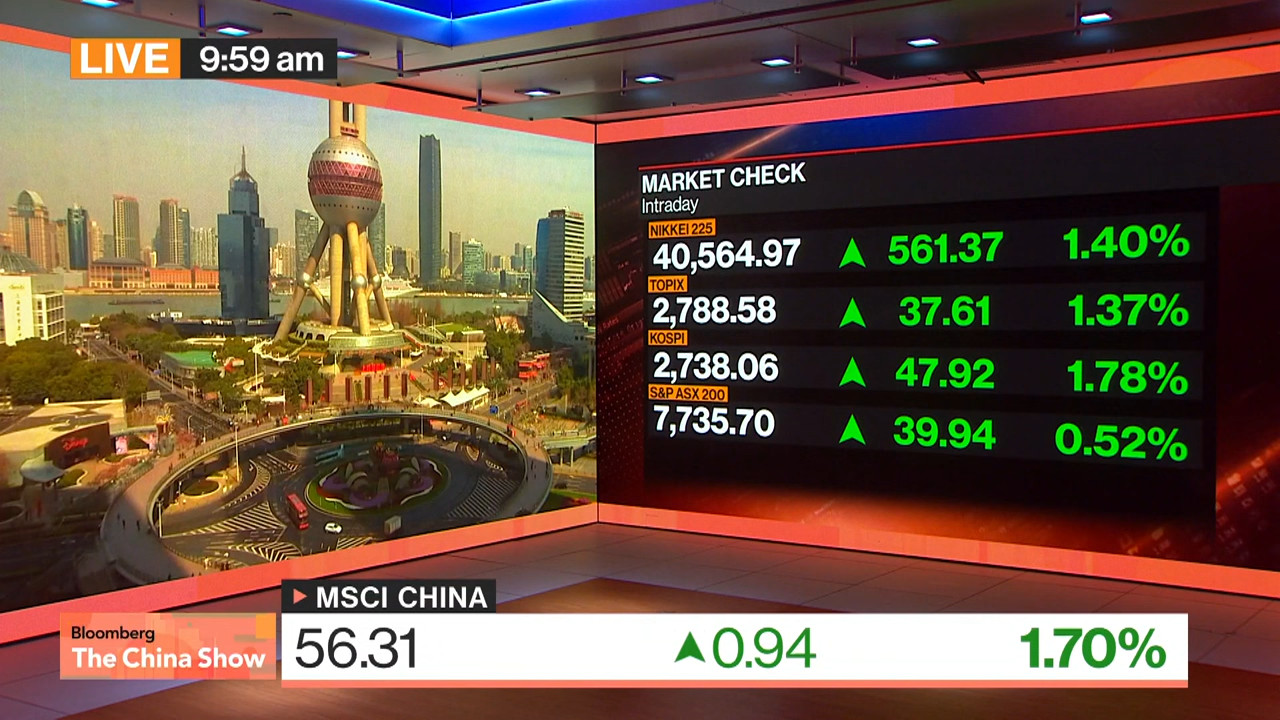 LIVE 9:59 am
MARKET CHECK
Intraday
NIKKEI 225
40,564.97 ▲ 561.37 1.40%
TOPIX
2,788.58 ▲ 37.61 1.37%
KOSPI
2,738.06 ▲ 47.92 1.78%
S&P ASX 200
7,735.70 ▲ 39.94 0.52%
Disney
MSCI CHINA
Bloomberg
The China Show
56.31 ▲0.94 1.70%